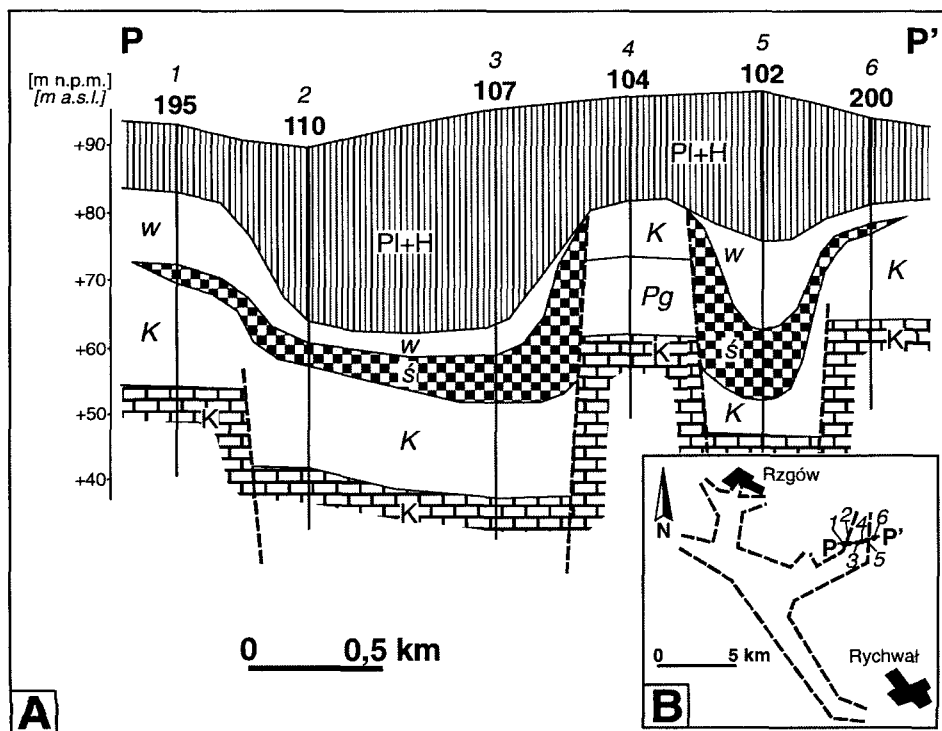 P P'
[m n.p.m.]
[m a.s.l.]
1 2 3 4 5 6
195 110 107 104 102 200
+90
+80
+70
+60
+50
+40
Pl+H
Pl+H
w
w
w
K
Pg
K
K
K
K
K
K
K
K
ś
ś
0 0,5 km
A
Rzgów
N
1 2 4 6
P P'
3 5
0 5 km
Rychwał
B